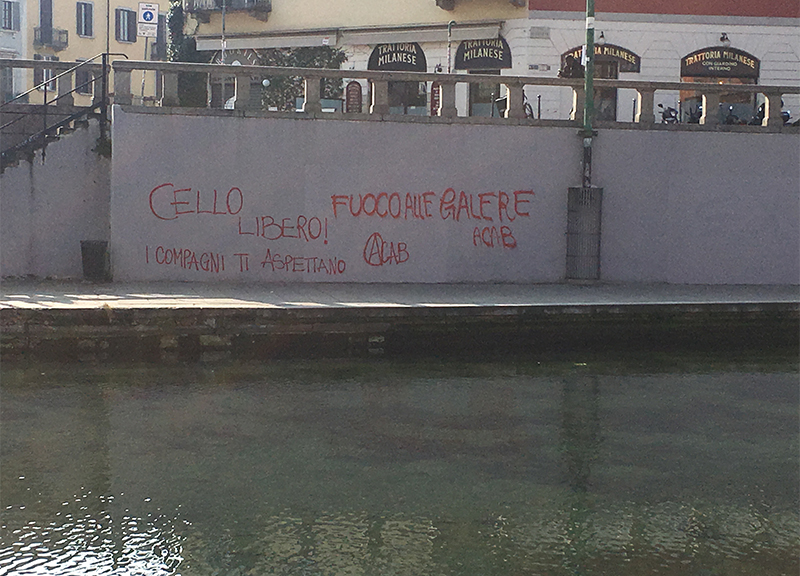 TRATTORIA
MILANESE
TRATTORIA
MILANESE
TRATTORIA MILANESE
TRATTORIA MILANESE
CON GIARDINO
INTERNO
CELLO
LIBERO!
I COMPAGNI TI ASPETTANO
FUOCO ALLE GALERE
ACAB
ACAB